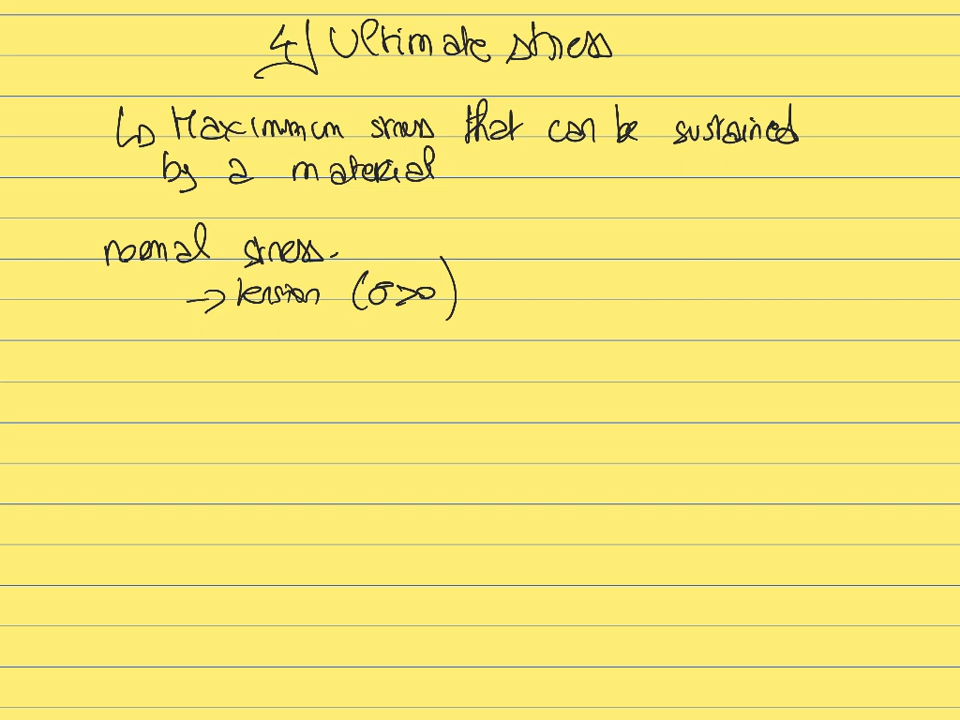 4) Ultimate stress
↳ Maximum stress that can be sustained
by a material
normal stress.
→ tension (σ>0)